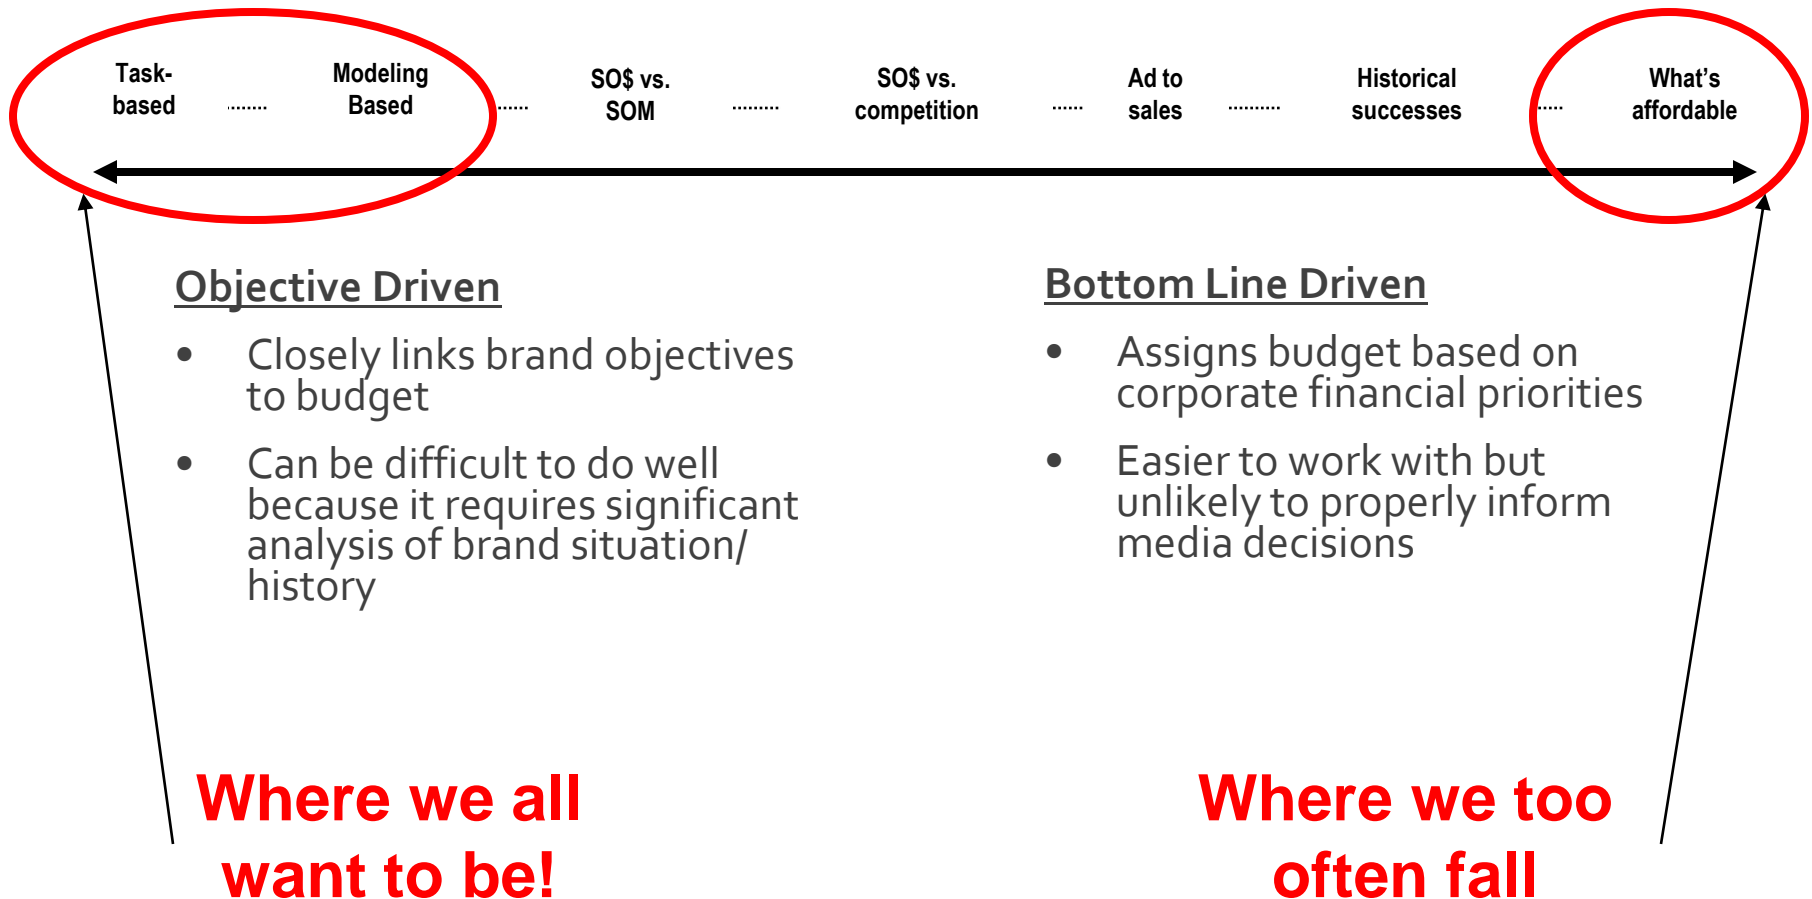 Task-
based
........
Modeling
Based
......
SO$ vs.
SOM
.........
SO$ vs.
competition
......
Ad to
sales
..........
Historical
successes
.....
What's
affordable
Objective Driven
• Closely links brand objectives
to budget
• Can be difficult to do well
because it requires significant
analysis of brand situation/
history
Bottom Line Driven
• Assigns budget based on
corporate financial priorities
• Easier to work with but
unlikely to properly inform
media decisions
Where we all
want to be!
Where we too
often fall